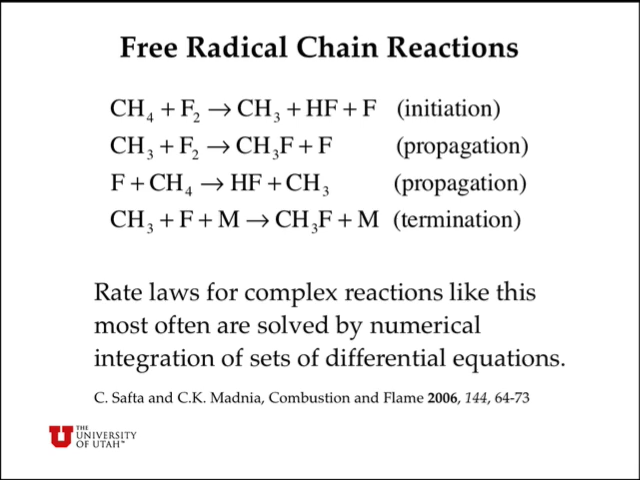 Free Radical Chain Reactions
CH₄ + F₂ → CH₃ + HF + F (initiation)
CH₃ + F₂ → CH₃F + F (propagation)
F + CH₄ → HF + CH₃ (propagation)
CH₃ + F + M → CH₃F + M (termination)
Rate laws for complex reactions like this
most often are solved by numerical
integration of sets of differential equations.
C. Safta and C.K. Madnia, Combustion and Flame 2006, 144, 64-73
THE
UNIVERSITY
OF UTAH™